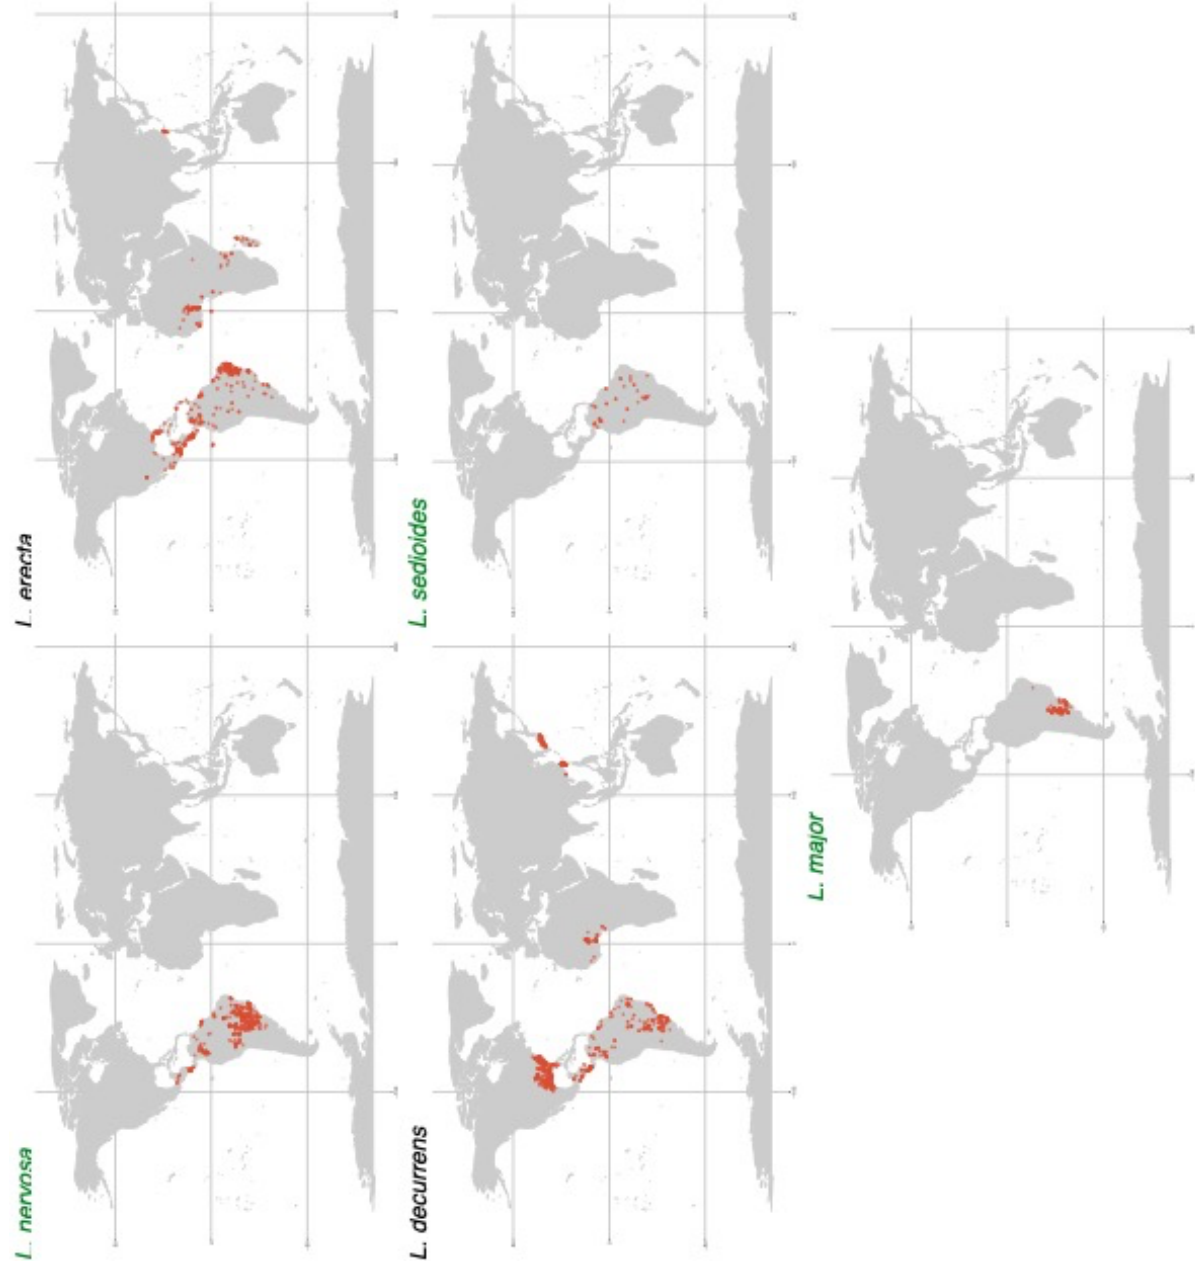 L. nervosa
L. erecta
L. decurrens
L. sedioides
L. major